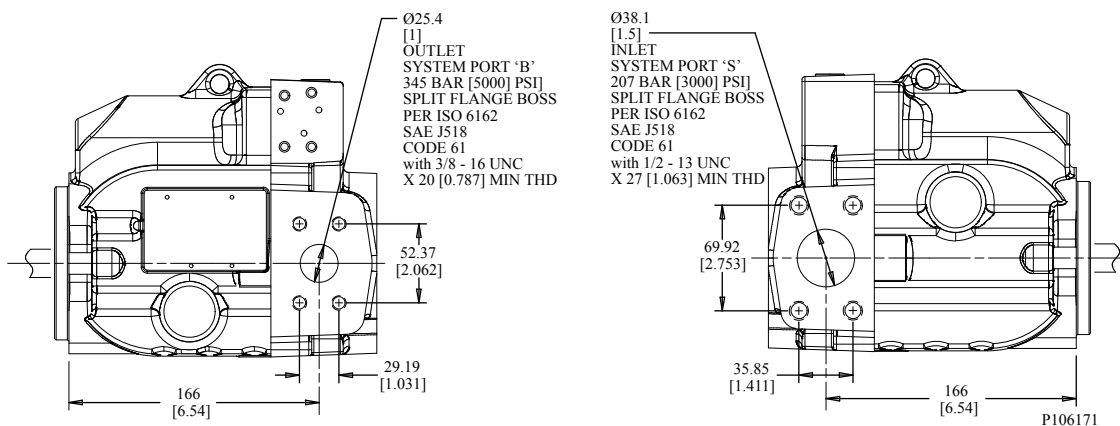 Ø25.4
[1]
OUTLET
SYSTEM PORT ‘B’
345 BAR [5000] PSI]
SPLIT FLANGE BOSS
PER ISO 6162
SAE J518
CODE 61
with 3/8 - 16 UNC
X 20 [0.787] MIN THD
52.37
[2.062]
29.19
[1.031]
166
[6.54]
Ø38.1
[1.5]
INLET
SYSTEM PORT ‘S’
207 BAR [3000] PSI]
SPLIT FLANGE BOSS
PER ISO 6162
SAE J518
CODE 61
with 1/2 - 13 UNC
X 27 [1.063] MIN THD
69.92
[2.753]
35.85
[1.411]
166
[6.54]
P106171